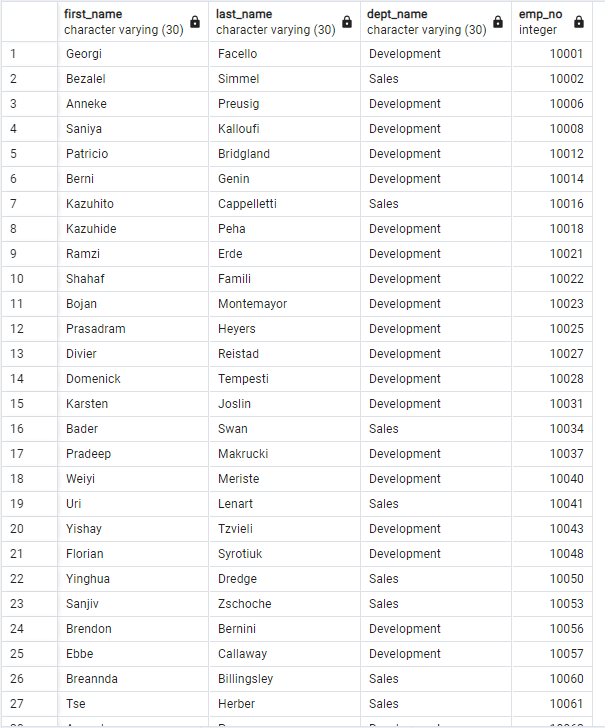 first_name last_name dept_name emp_no
character varying (30) character varying (30) character varying (30) integer
1 Georgi Facello Development 10001
2 Bezalel Simmel Sales 10002
3 Anneke Preusig Development 10006
4 Saniya Kalloufi Development 10008
5 Patricio Bridgland Development 10012
6 Berni Genin Development 10014
7 Kazuhito Cappelletti Sales 10016
8 Kazuhide Peha Development 10018
9 Ramzi Erde Development 10021
10 Shahaf Famili Development 10022
11 Bojan Montemayor Development 10023
12 Prasadram Heyers Development 10025
13 Divier Reistad Development 10027
14 Domenick Tempesti Development 10028
15 Karsten Joslin Development 10031
16 Bader Swan Sales 10034
17 Pradeep Makrucki Development 10037
18 Weiyi Meriste Development 10040
19 Uri Lenart Sales 10041
20 Yishay Tzvieli Development 10043
21 Florian Syrotiuk Development 10048
22 Yinghua Dredge Sales 10050
23 Sanjiv Zschoche Sales 10053
24 Brendon Bernini Development 10056
25 Ebbe Callaway Development 10057
26 Breannda Billingsley Sales 10060
27 Tse Herber Sales 10061